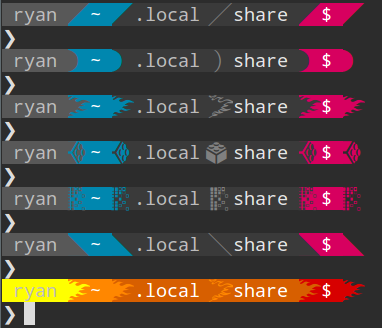 ryan ~ .local share $
❯
ryan ~ .local share $
❯
ryan ~ .local share $
❯
ryan ~ .local share $
❯
ryan ~ .local share $
❯
ryan ~ .local share $
❯
ryan ~ .local share $
❯